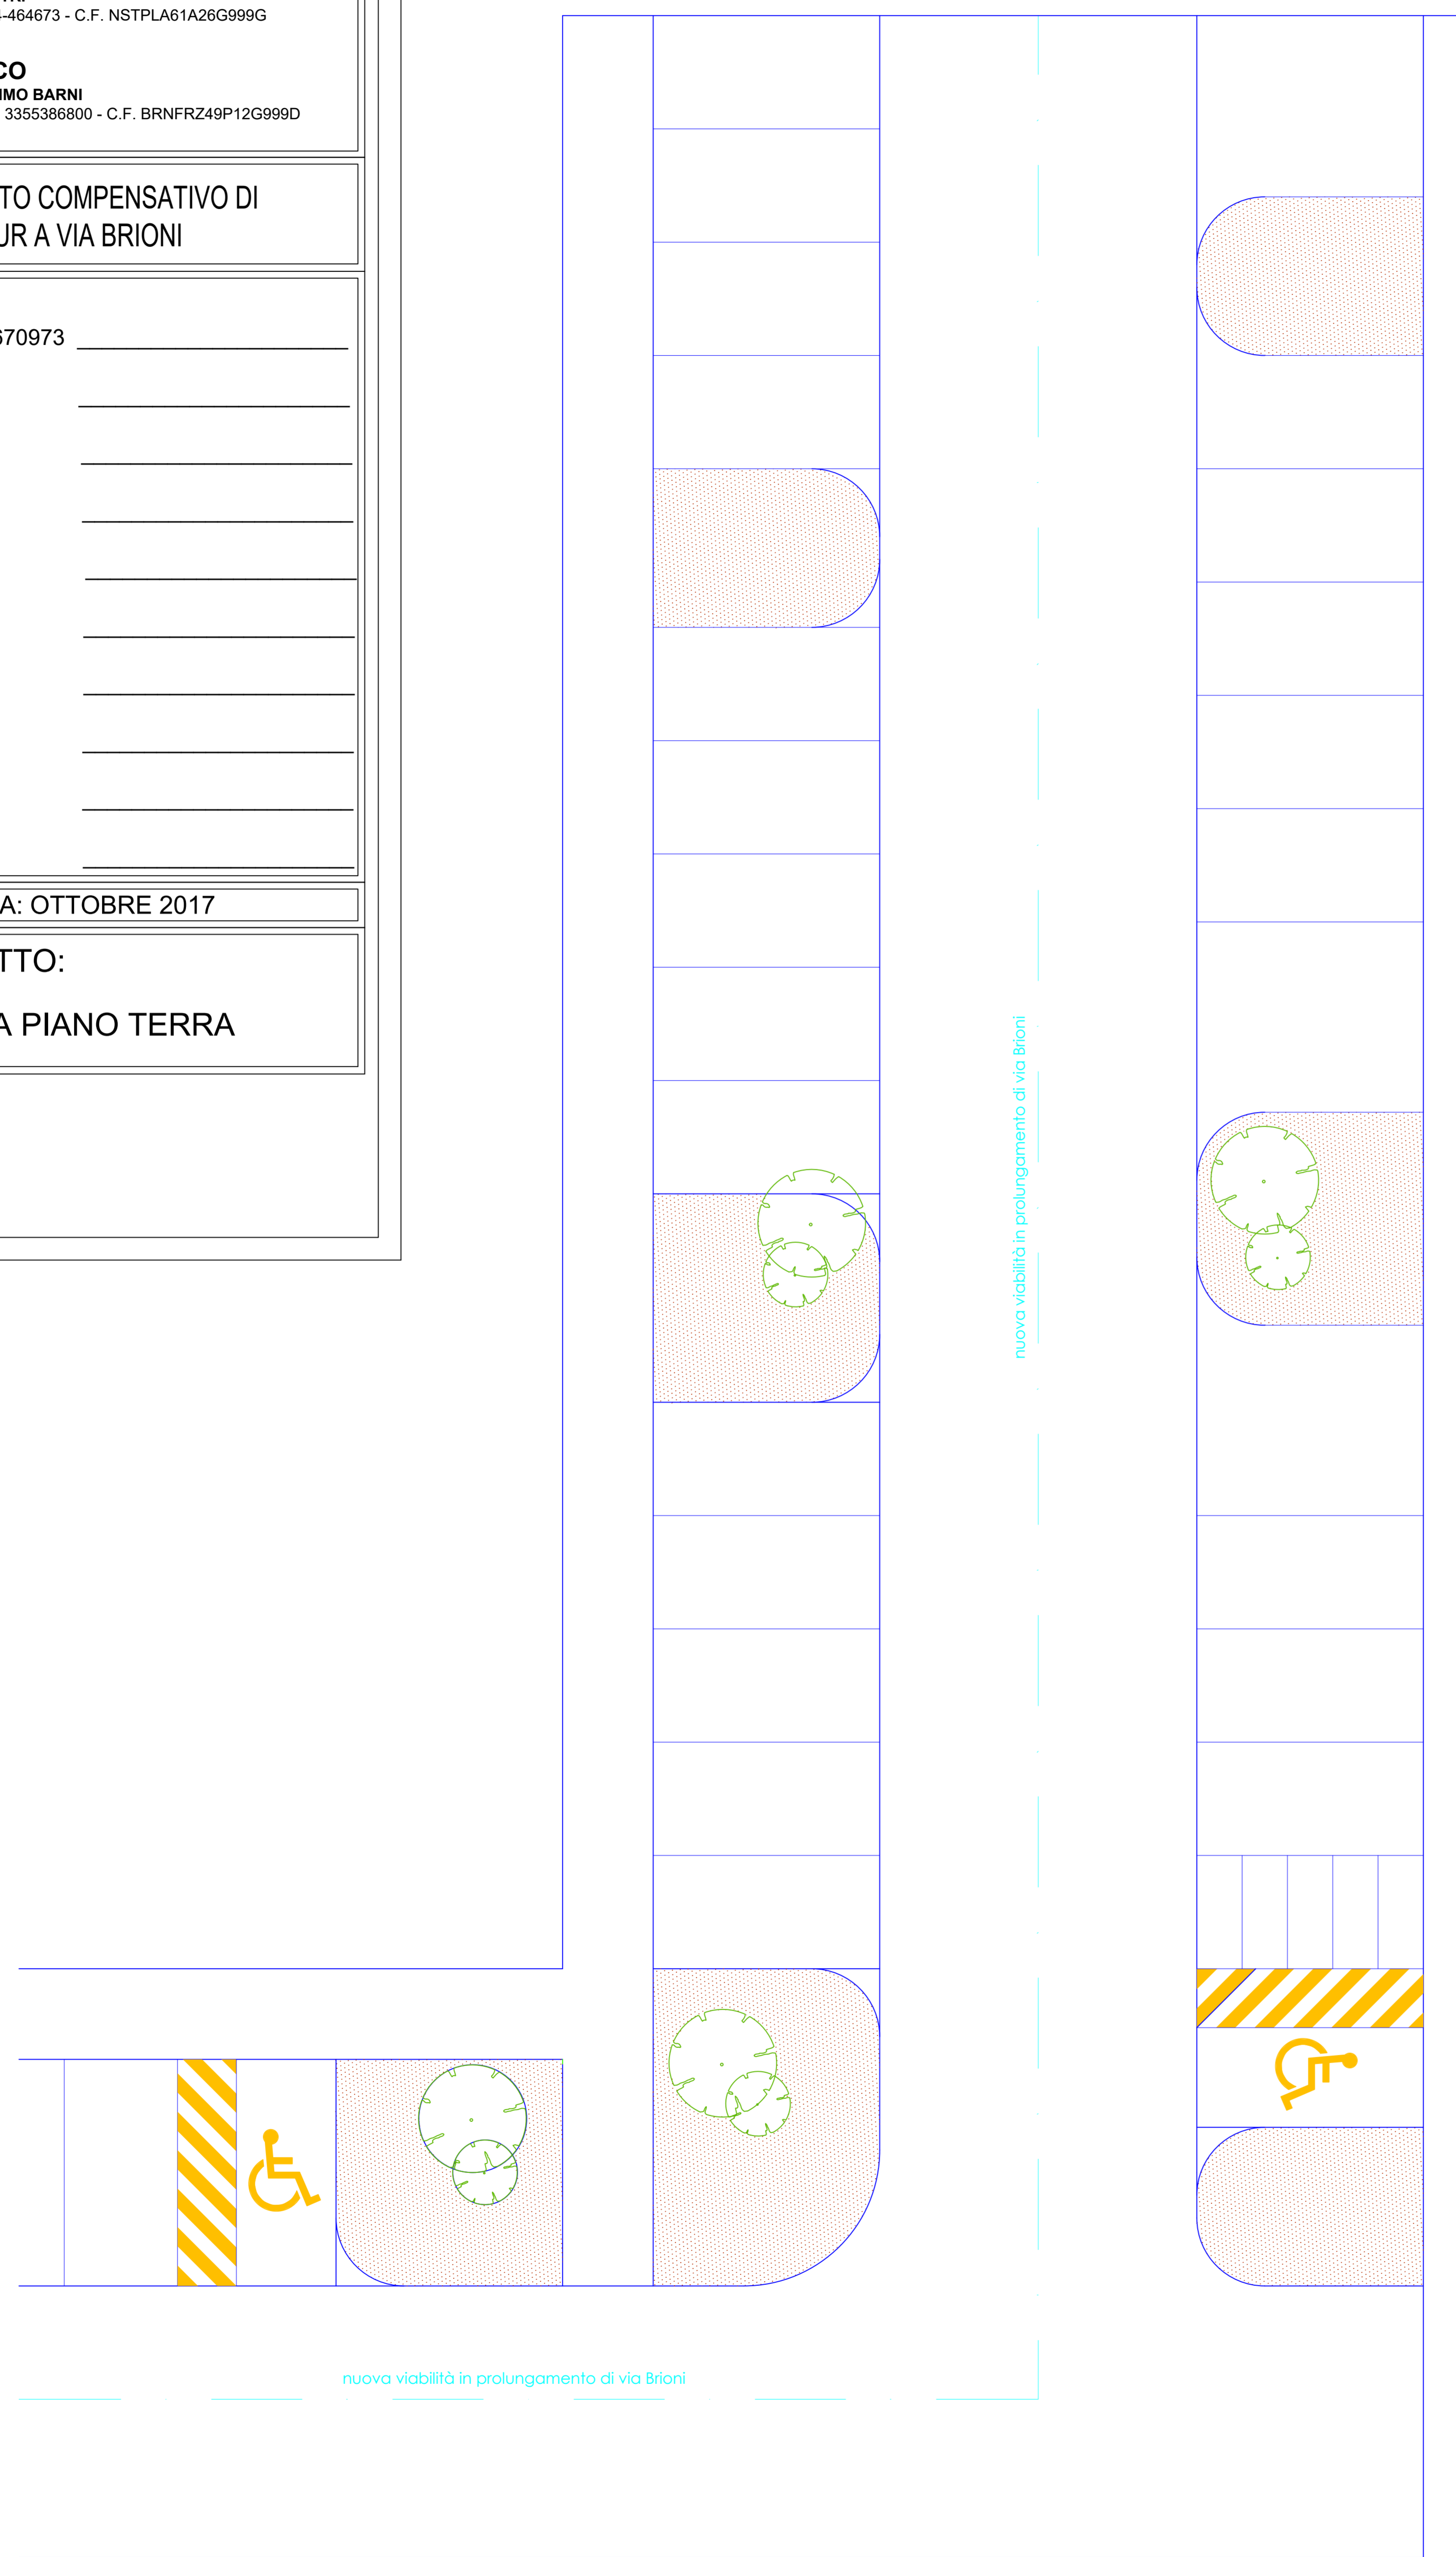 -464673 - C.F. NSTPLA61A26G999G
CO
IMO BARNI
3355386800 - C.F. BRNFRZ49P12G999D
TO COMPENSATIVO DI
UR A VIA BRIONI
670973
A: OTTOBRE 2017
TTO:
A PIANO TERRA
nuova viabilità in prolungamento di via Brioni
nuova viabilità in prolungamento di via Brioni